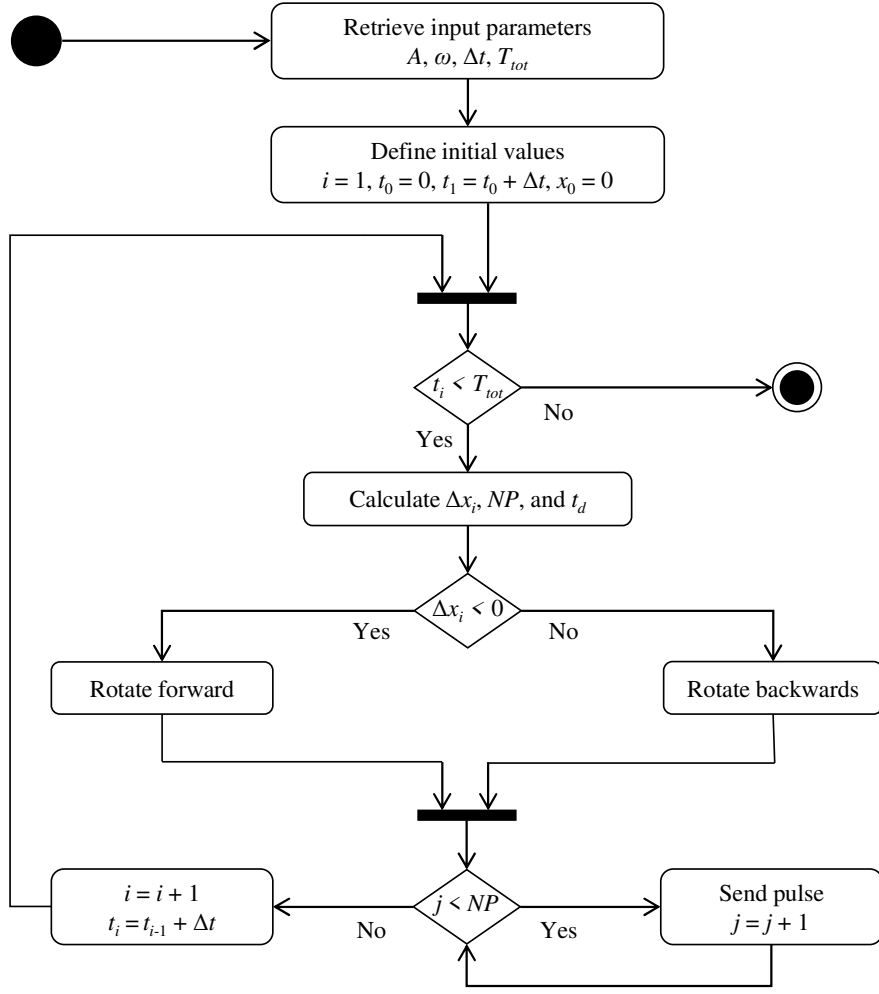 Retrieve input parameters
A, ω, Δt, T_tot
Define initial values
i = 1, t_0 = 0, t_1 = t_0 + Δt, x_0 = 0
t_i < T_tot
No
Yes
Calculate Δx_i, NP, and t_d
Δx_i < 0
Yes
No
Rotate forward
Rotate backwards
i = i + 1
t_i = t_{i-1} + Δt
j < NP
No
Yes
Send pulse
j = j + 1